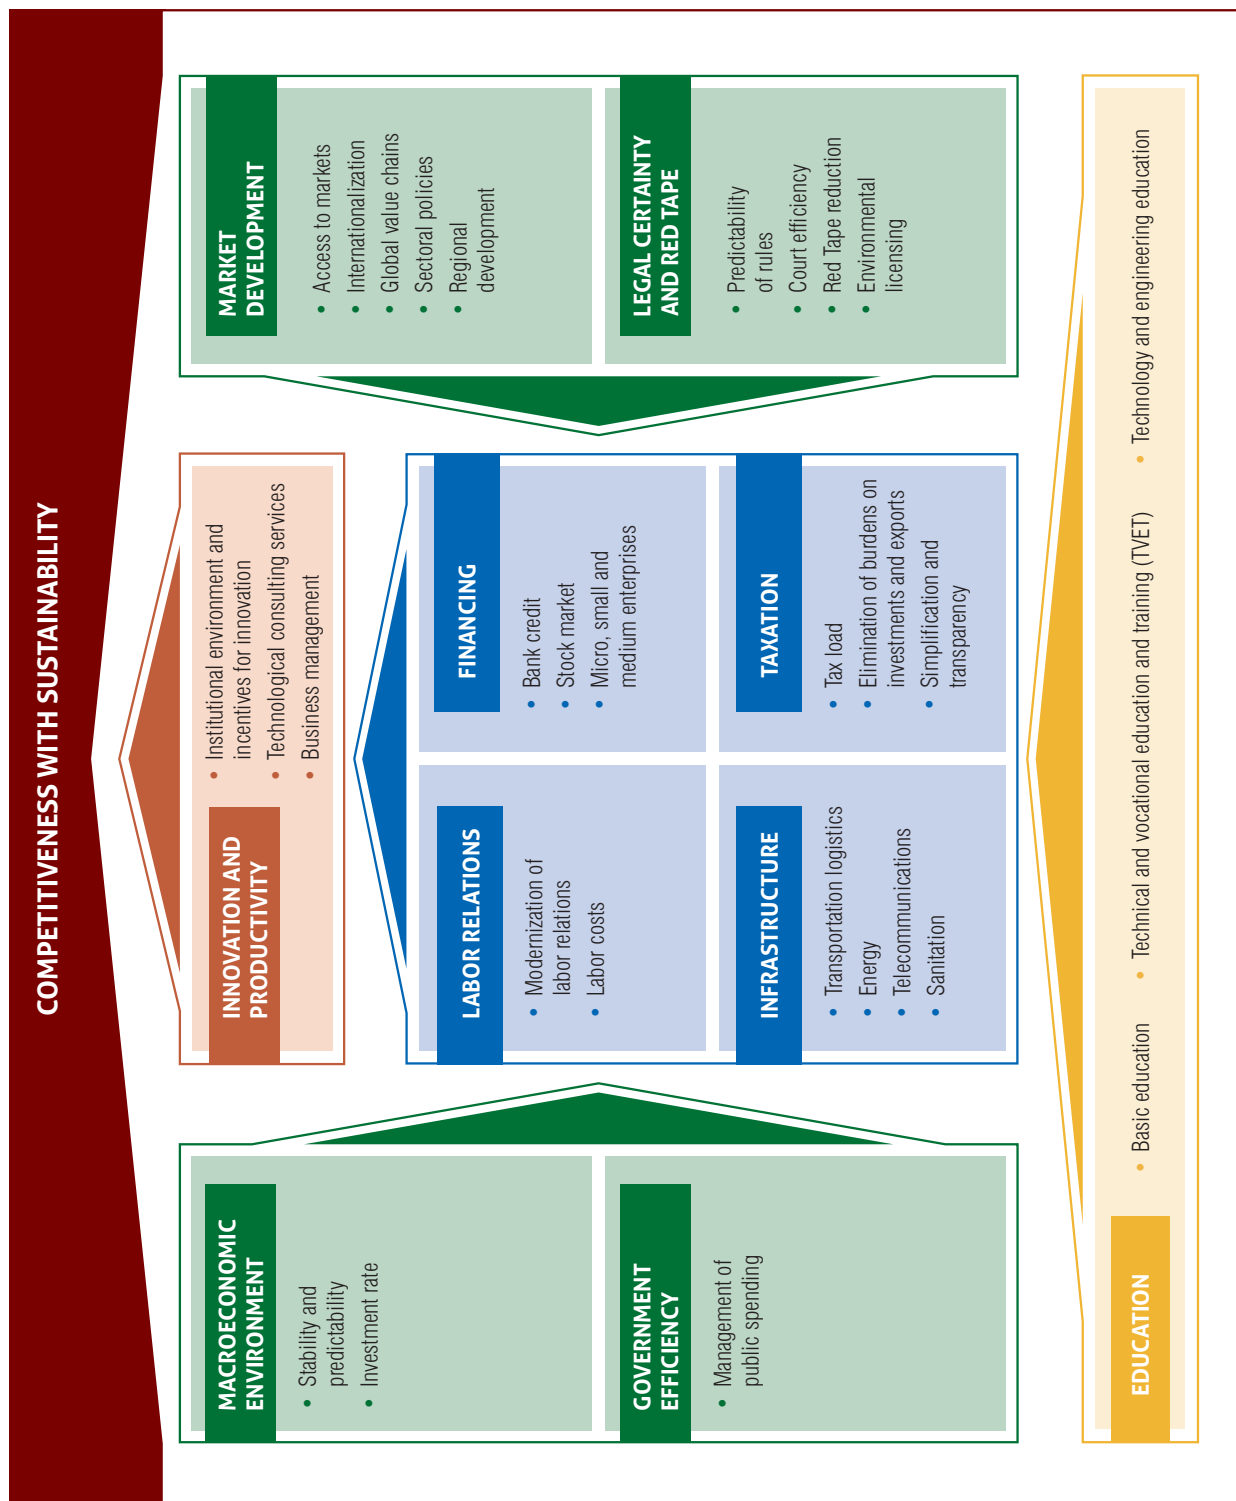 COMPETITIVENESS WITH SUSTAINABILITY
MACROECONOMIC
ENVIRONMENT
• Stability and
predictability
• Investment rate
GOVERNMENT
EFFICIENCY
• Management of
public spending
INNOVATION AND
PRODUCTIVITY
• Institutional environment and
incentives for innovation
• Technological consulting services
• Business management
LABOR RELATIONS
• Modernization of
labor relations
• Labor costs
FINANCING
• Bank credit
• Stock market
• Micro, small and
medium enterprises
INFRASTRUCTURE
• Transportation logistics
• Energy
• Telecommunications
• Sanitation
TAXATION
• Tax load
• Elimination of burdens on
investments and exports
• Simplification and
transparency
MARKET
DEVELOPMENT
• Access to markets
• Internationalization
• Global value chains
• Sectoral policies
• Regional
development
LEGAL CERTAINTY
AND RED TAPE
• Predictability
of rules
• Court efficiency
• Red Tape reduction
• Environmental
licensing
EDUCATION
• Basic education
• Technical and vocational education and training (TVET)
• Technology and engineering education